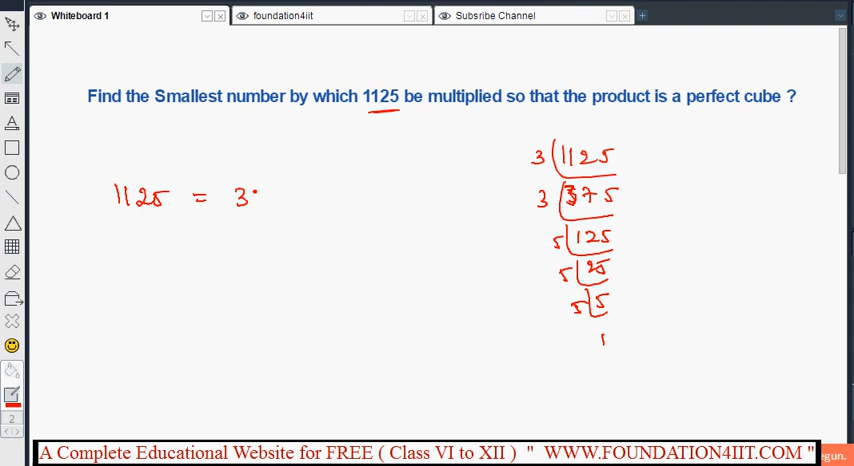 Whiteboard 1
foundation4iit
Subsribe Channel
Find the Smallest number by which 1125 be multiplied so that the product is a perfect cube ?
1125 = 3
3 1125
3 375
5 125
5 25
5 5
1
2
A Complete Educational Website for FREE ( Class VI to XII ) " WWW.FOUNDATION4IIT.COM "
egun.